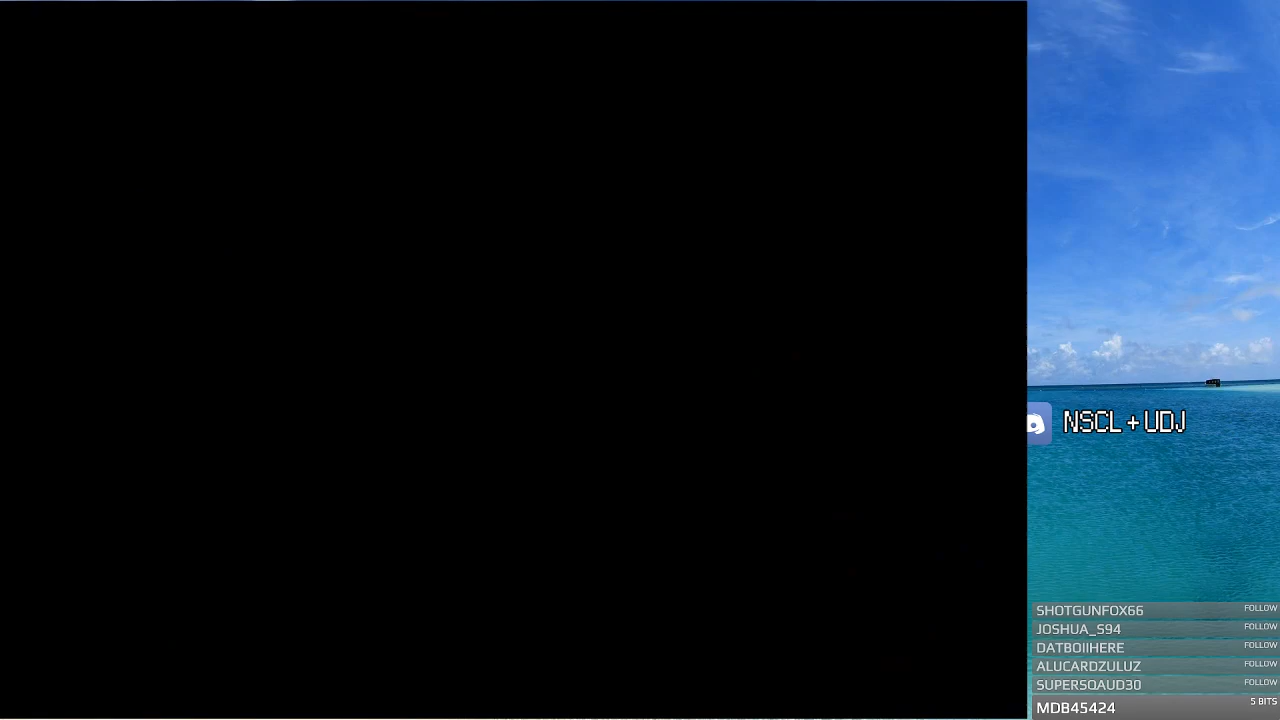 NSCL + UDJ
SHOTGUNFOX66 FOLLOW
JOSHUA_S94 FOLLOW
DATBOIIHERE FOLLOW
ALUCARDZULUZ FOLLOW
SUPERSQAUD30 FOLLOW
MDB45424 5 BITS